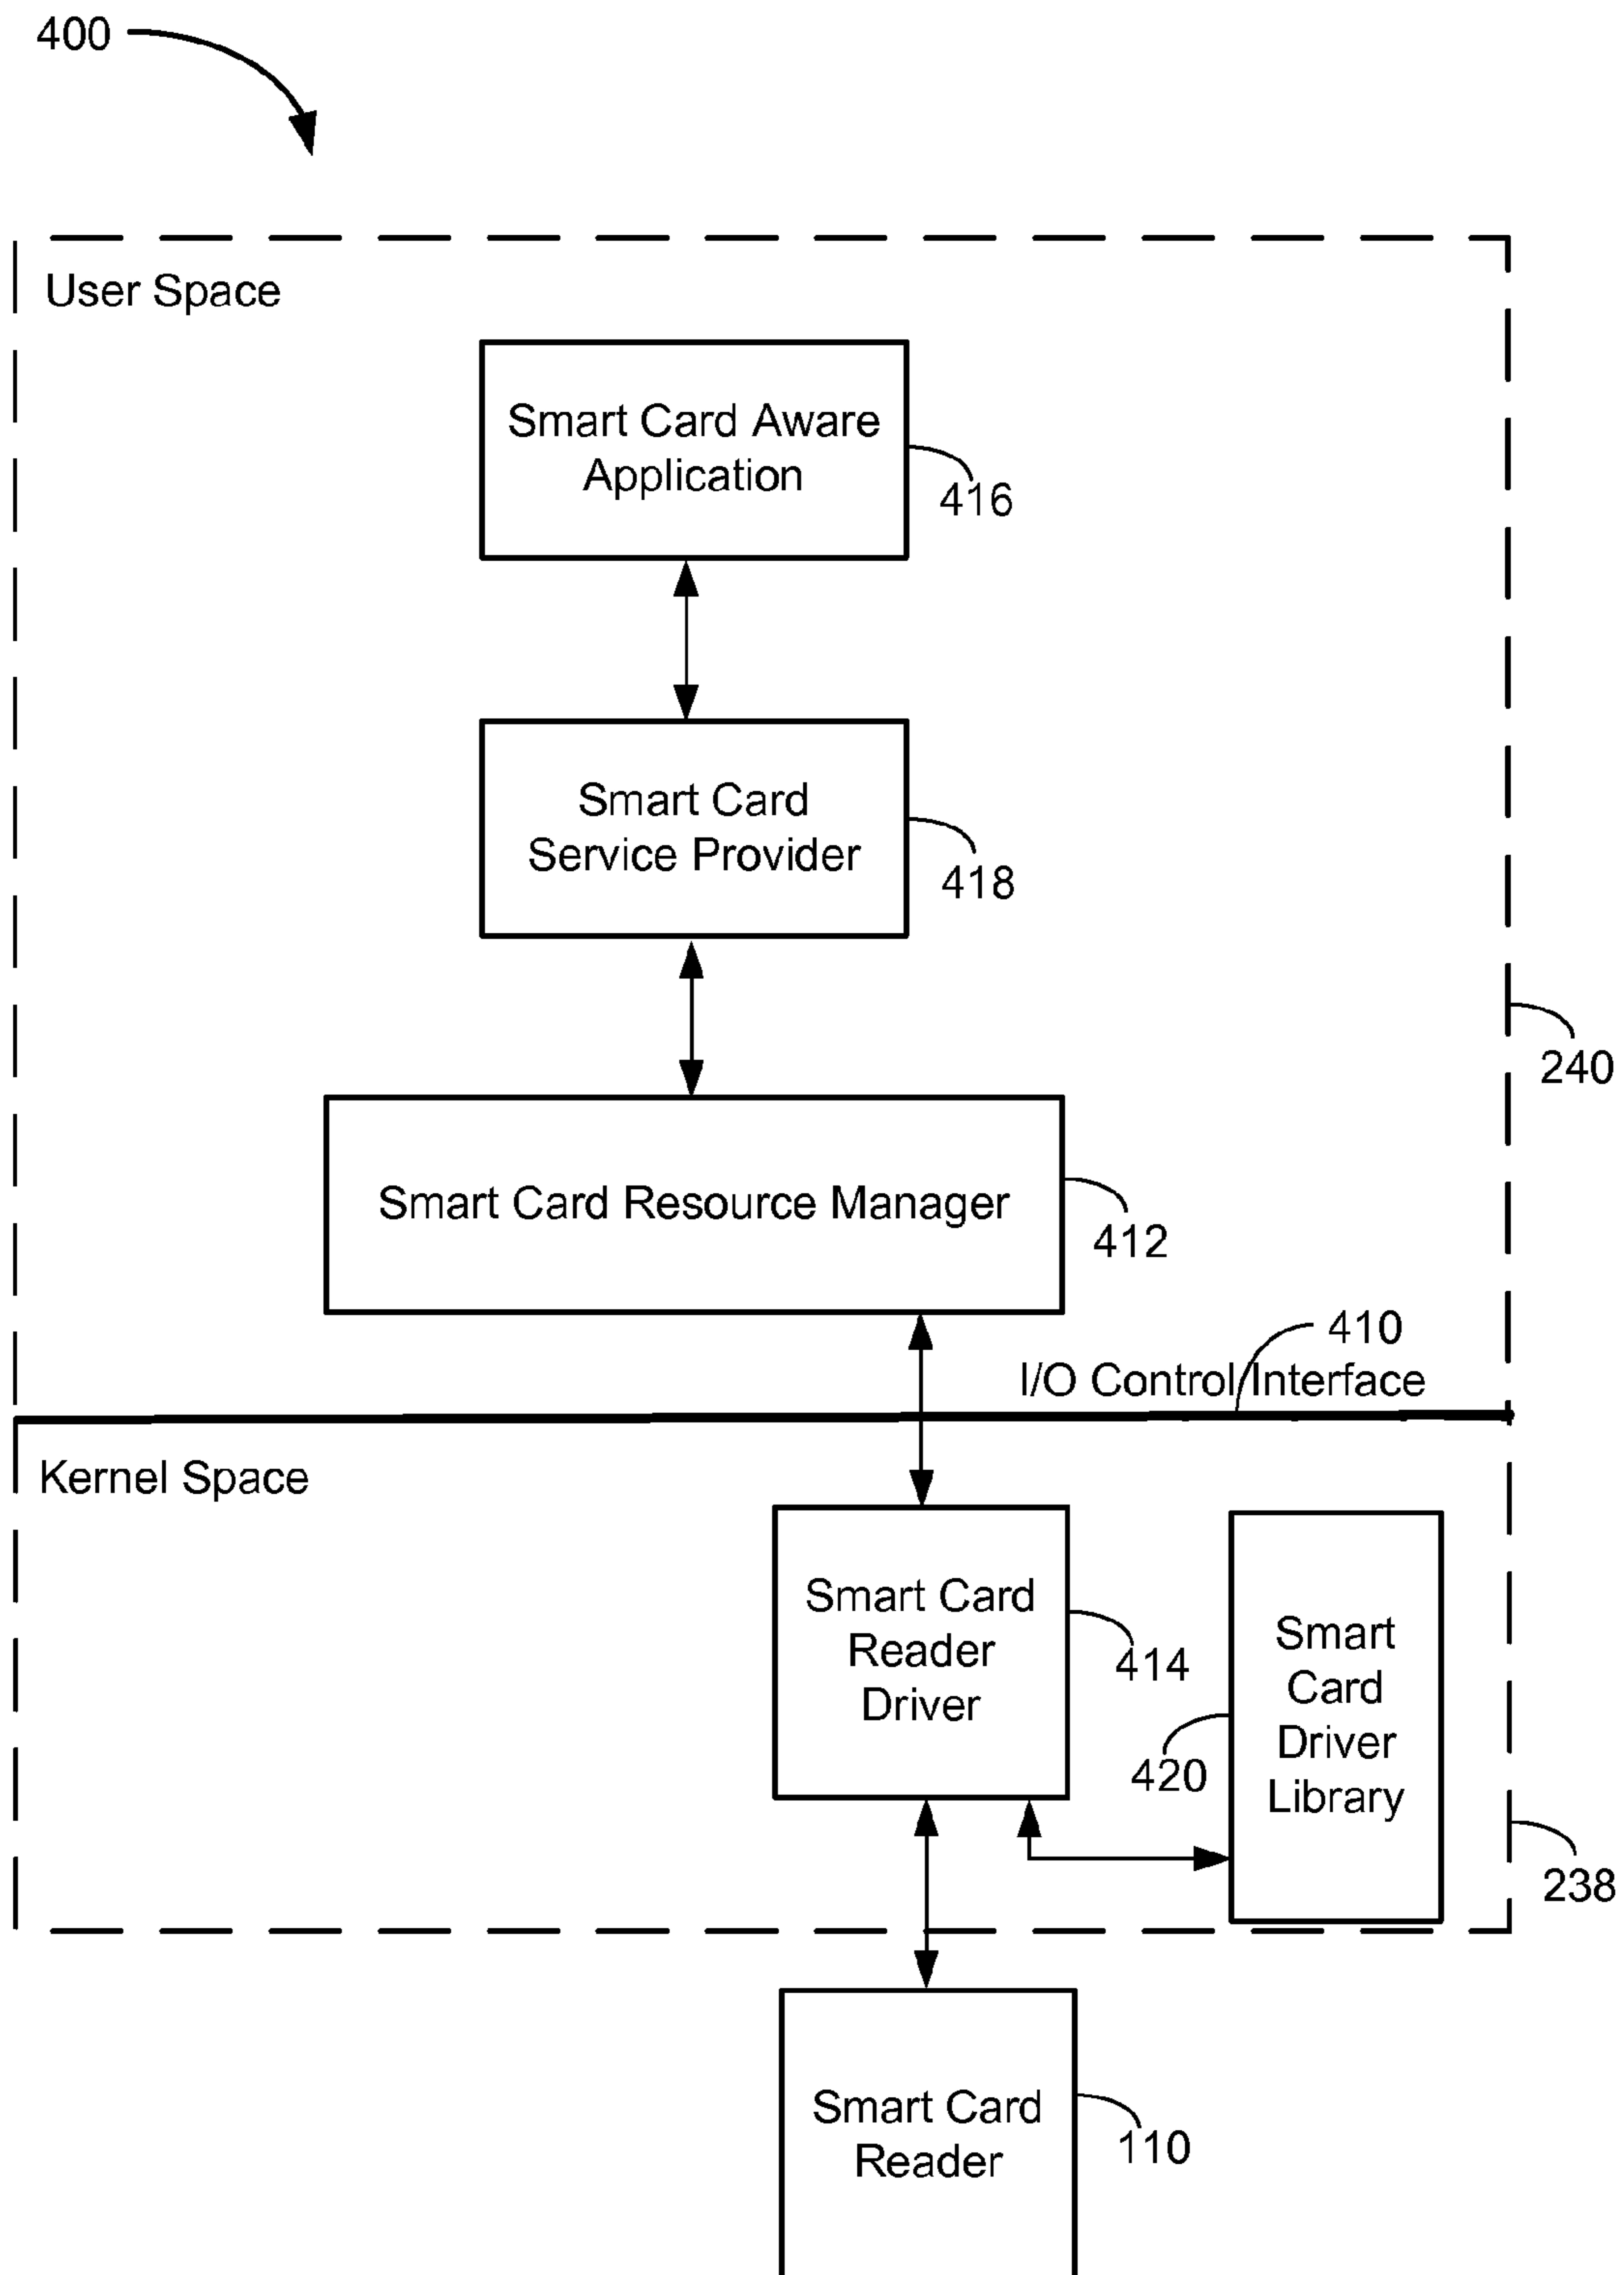 400
User Space
Smart Card Aware
Application
416
Smart Card
Service Provider
418
240
Smart Card Resource Manager
412
410
I/O Control Interface
Kernel Space
Smart Card
Reader
Driver
414
Smart
Card
Driver
Library
420
238
Smart Card
Reader
110